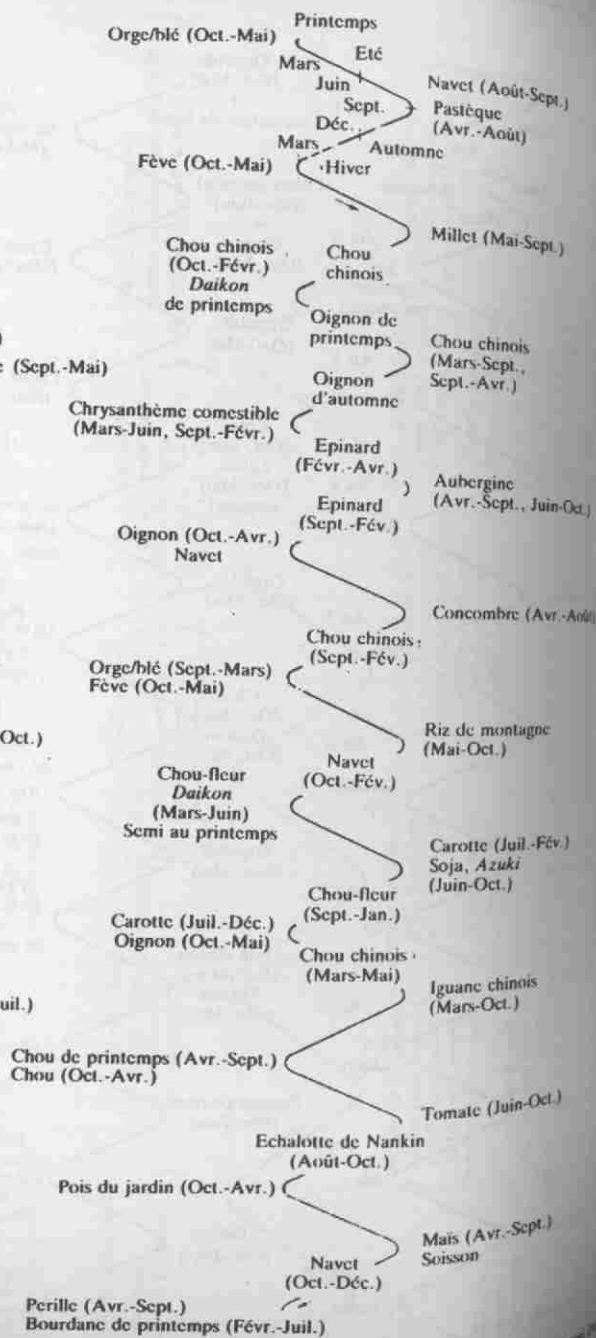 Printemps
Orge/blé (Oct.-Mai)
Eté
Mars
Juin
Navet (Août-Sept.)
Sept.
Pastèque
Déc.
(Avr.-Août)
Mars
Automne
Fève (Oct.-Mai)
Hiver
Millet (Mai-Sept.)
Chou chinois
(Oct.-Févr.)
Daikon
de printemps
Chou
chinois
Oignon de
printemps
Chou chinois
(Mars-Sept.,
Sept.-Avr.)
)
(Sept.-Mai)
Oignon
d'automne
Chrysanthème comestible
(Mars-Juin, Sept.-Févr.)
Epinard
(Févr.-Avr.)
Aubergine
(Avr.-Sept., Juin-Oct.)
Epinard
(Sept.-Fév.)
Oignon (Oct.-Avr.)
Navet
Concombre (Avr.-Août)
Chou chinois
(Sept.-Fév.)
Orge/blé (Sept.-Mars)
Fève (Oct.-Mai)
Riz de montagne
(Mai-Oct.)
Oct.)
Navet
(Oct.-Fév.)
Chou-fleur
Daikon
(Mars-Juin)
Semi au printemps
Carotte (Juil.-Fév.)
Soja, Azuki
(Juin-Oct.)
Chou-fleur
(Sept.-Jan.)
Carotte (Juil.-Déc.)
Oignon (Oct.-Mai)
Chou chinois
(Mars-Mai)
Iguane chinois
(Mars-Oct.)
uil.)
Chou de printemps (Avr.-Sept.)
Chou (Oct.-Avr.)
Tomate (Juin-Oct.)
Echalotte de Nankin
(Août-Oct.)
Pois du jardin (Oct.-Avr.)
Maïs (Avr.-Sept.)
Soisson
Navet
(Oct.-Déc.)
Perille (Avr.-Sept.)
Bourdane de printemps (Févr.-Juil.)